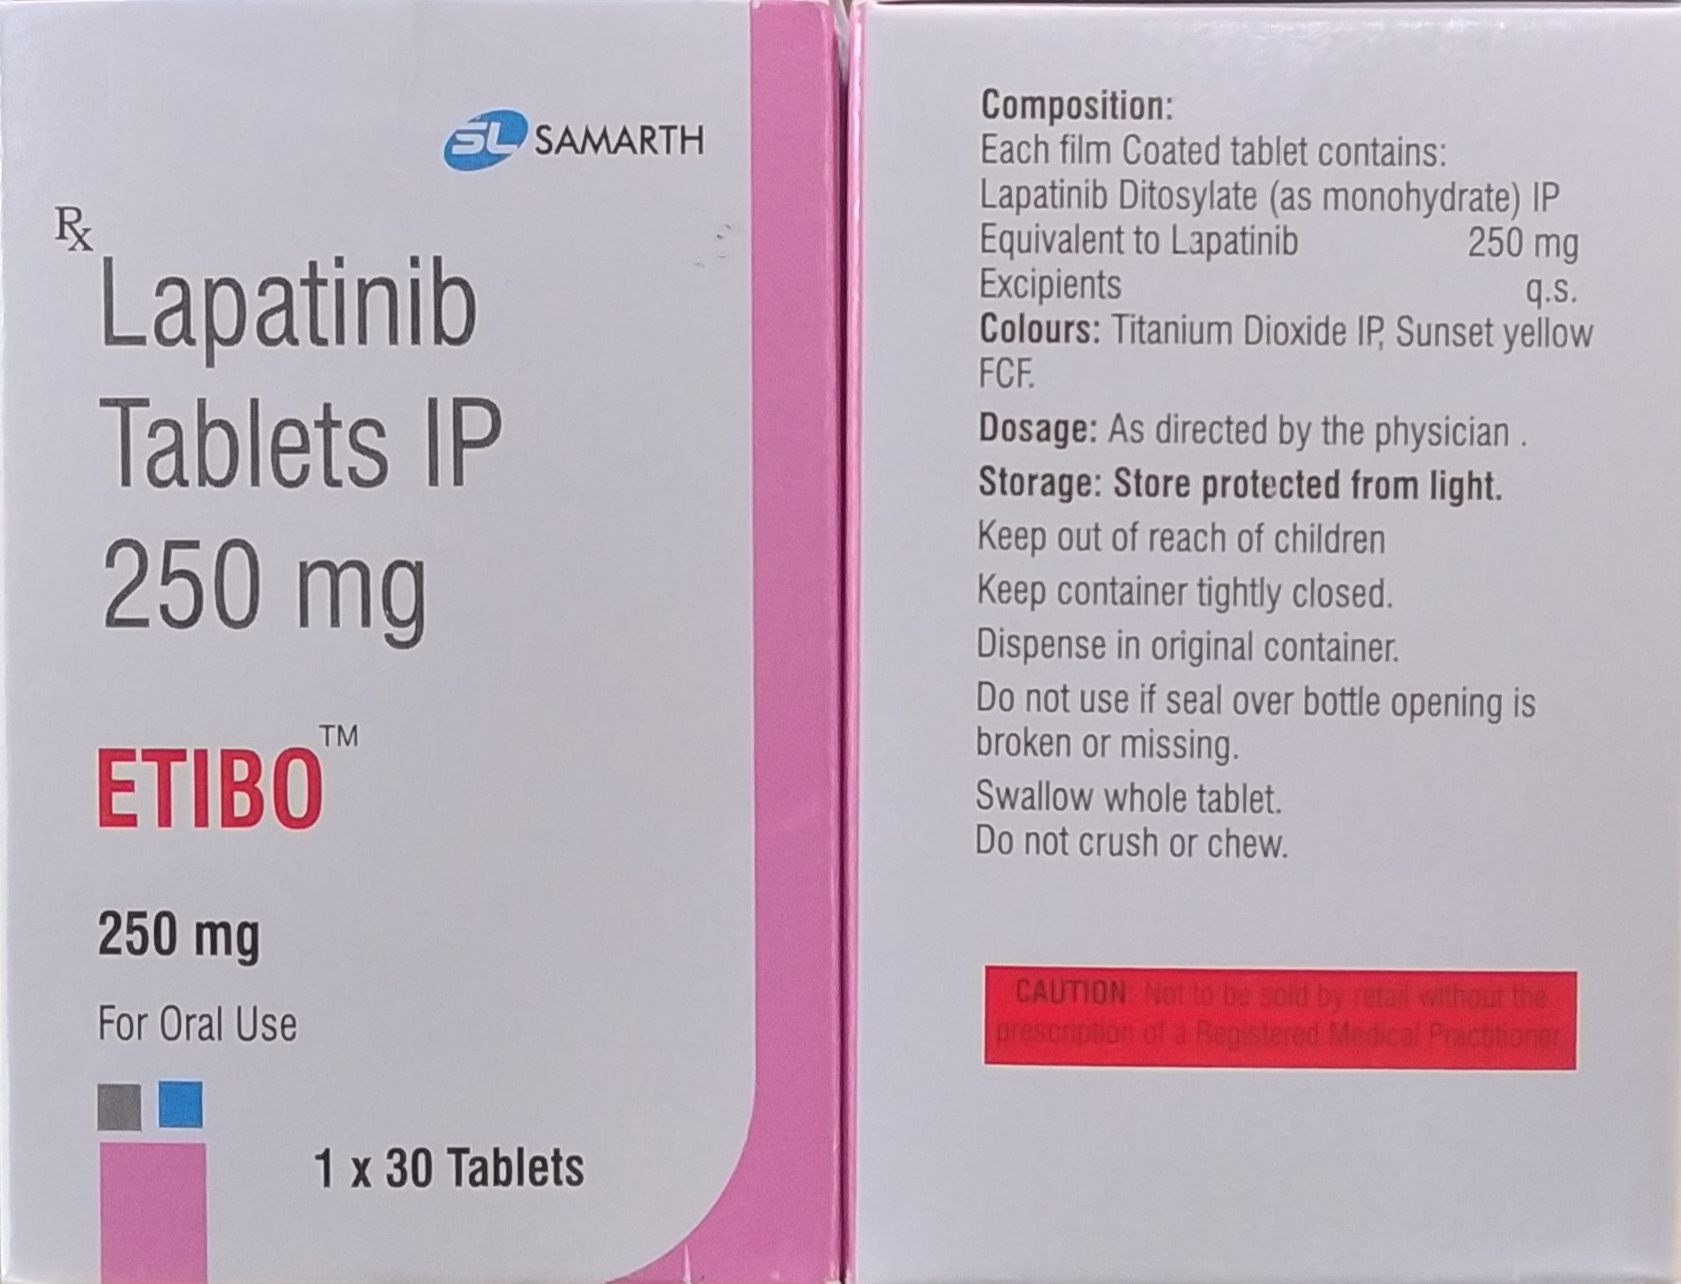 SL SAMARTH
Rx
Lapatinib
Tablets IP
250 mg
ETIBO™
250 mg
For Oral Use
1 x 30 Tablets
Composition:
Each film Coated tablet contains:
Lapatinib Ditosylate (as monohydrate) IP
Equivalent to Lapatinib 250 mg
Excipients q.s.
Colours: Titanium Dioxide IP, Sunset yellow
FCF.
Dosage: As directed by the physician .
Storage: Store protected from light.
Keep out of reach of children
Keep container tightly closed.
Dispense in original container.
Do not use if seal over bottle opening is
broken or missing.
Swallow whole tablet.
Do not crush or chew.
CAUTION: Not to be sold by retail without the
prescription of a Registered Medical Practitioner.